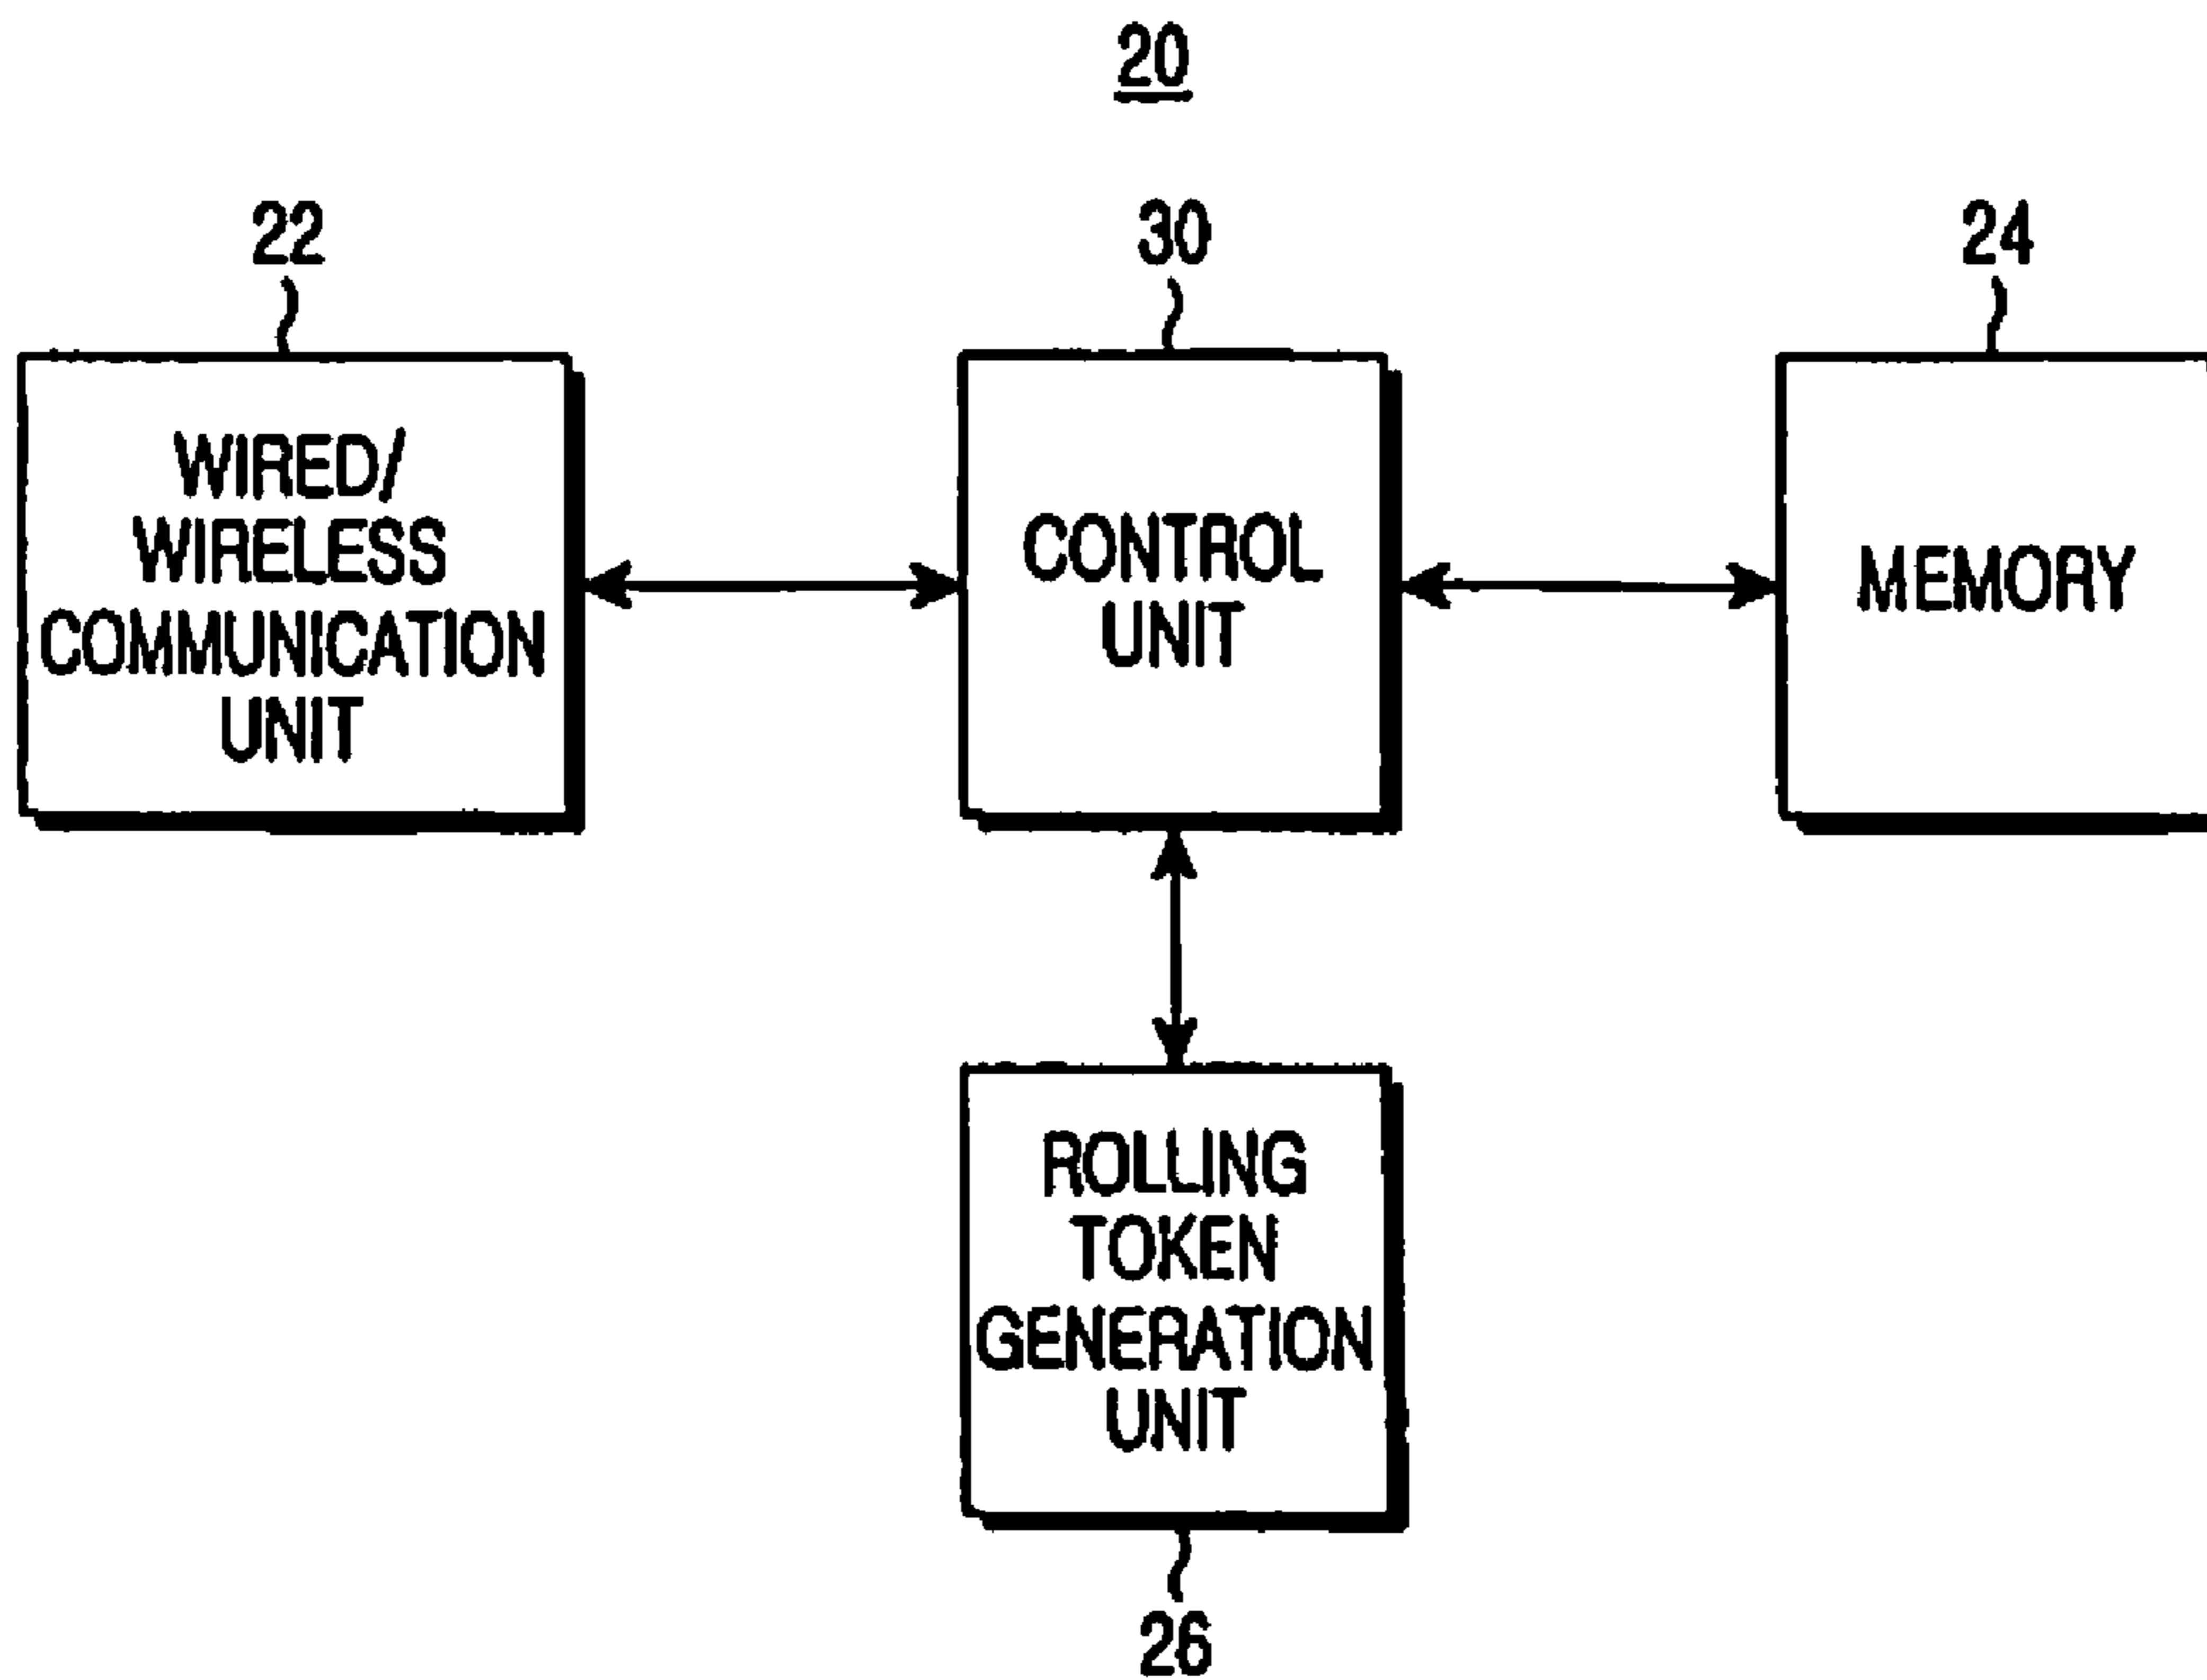 20
22
30
24
WIRED/
WIRELESS
COMMUNICATION
UNIT
CONTROL
UNIT
MEMORY
ROLLING
TOKEN
GENERATION
UNIT
26